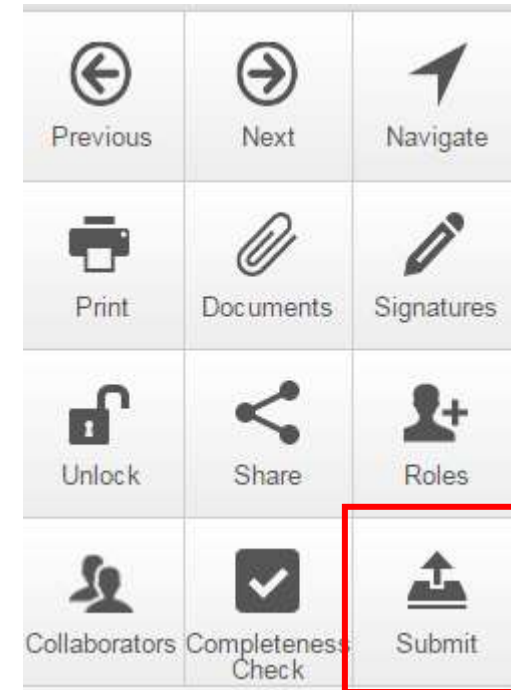 Previous
Next
Navigate
Print
Documents
Signatures
Unlock
Share
Roles
Collaborators
Completeness
Check
Submit